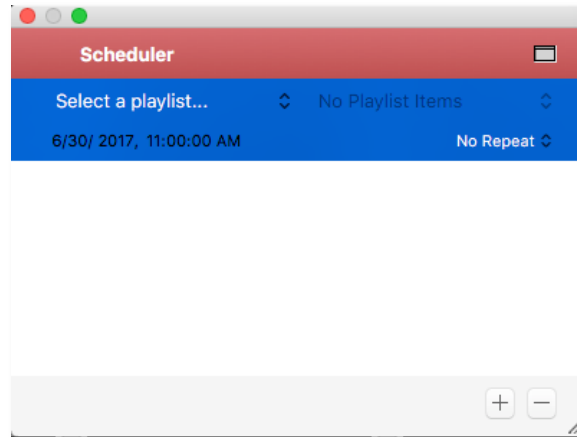 Scheduler
Select a playlist... No Playlist Items
6/30/ 2017, 11:00:00 AM No Repeat